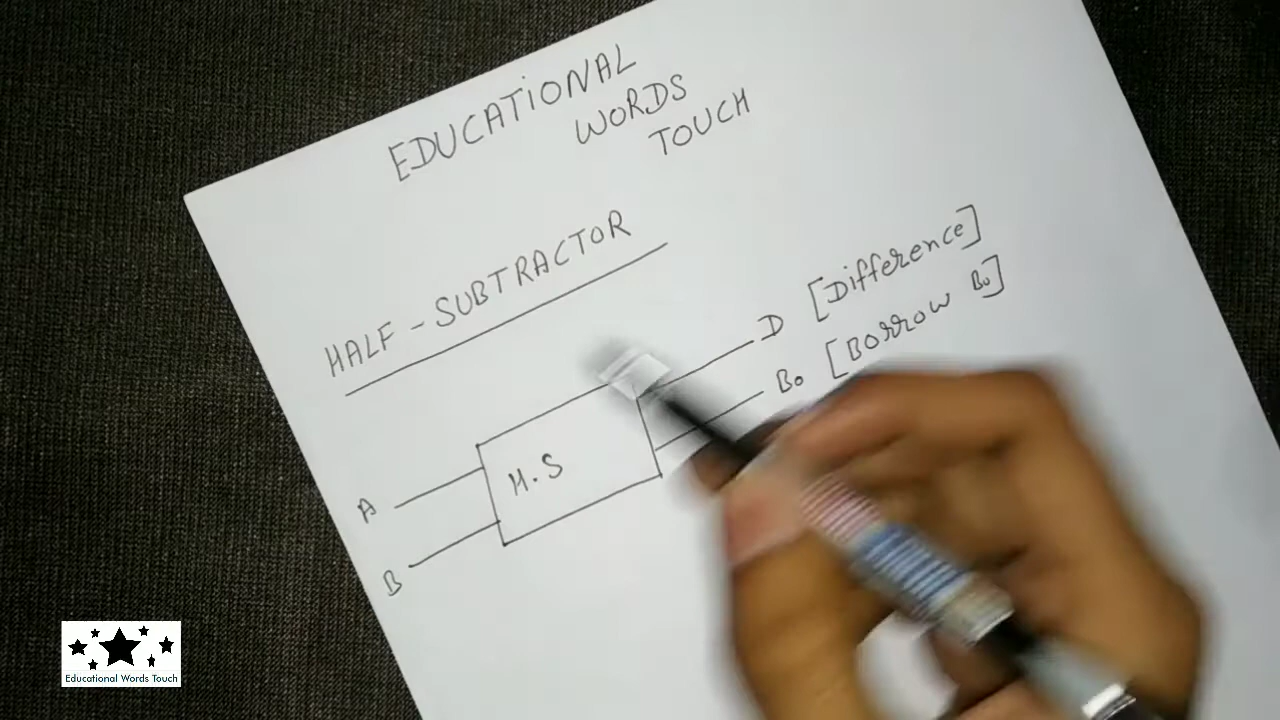 EDUCATIONAL
WORDS
TOUCH
HALF - SUBTRACTOR
D [Difference]
Bo [Borrow Bo]
H.S
A
B
Educational Words Touch